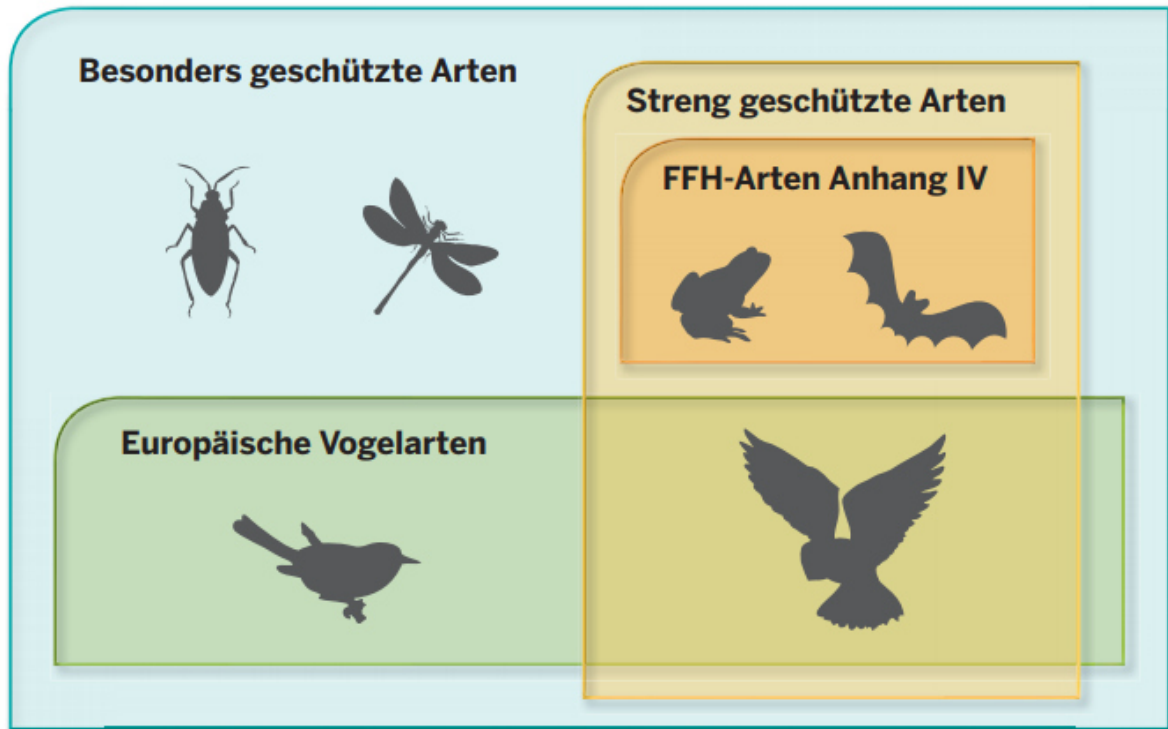 Besonders geschützte Arten
Streng geschützte Arten
FFH-Arten Anhang IV
Europäische Vogelarten